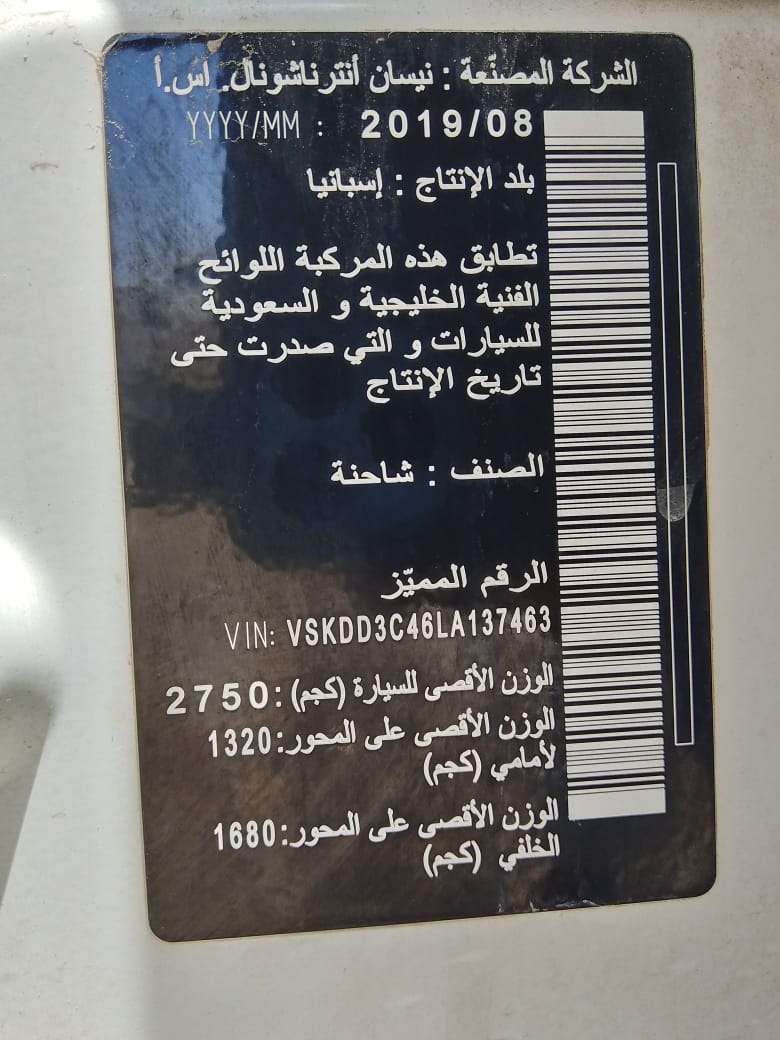 الشركة المصنّعة : نيسان أنترناشونال. اس.أ
YYYY/MM : 2019/08
بلد الإنتاج : إسبانيا
تطابق هذه المركبة اللوائح
الفنية الخليجية و السعودية
للسيارات و التي صدرت حتى
تاريخ الإنتاج
الصنف : شاحنة
الرقم المميّز
VIN: VSKDD3C46LA137463
الوزن الأقصى للسيارة (كجم) :2750
الوزن الأقصى على المحور:1320
لأمامي (كجم)
الوزن الأقصى على المحور:1680
الخلفي (كجم)